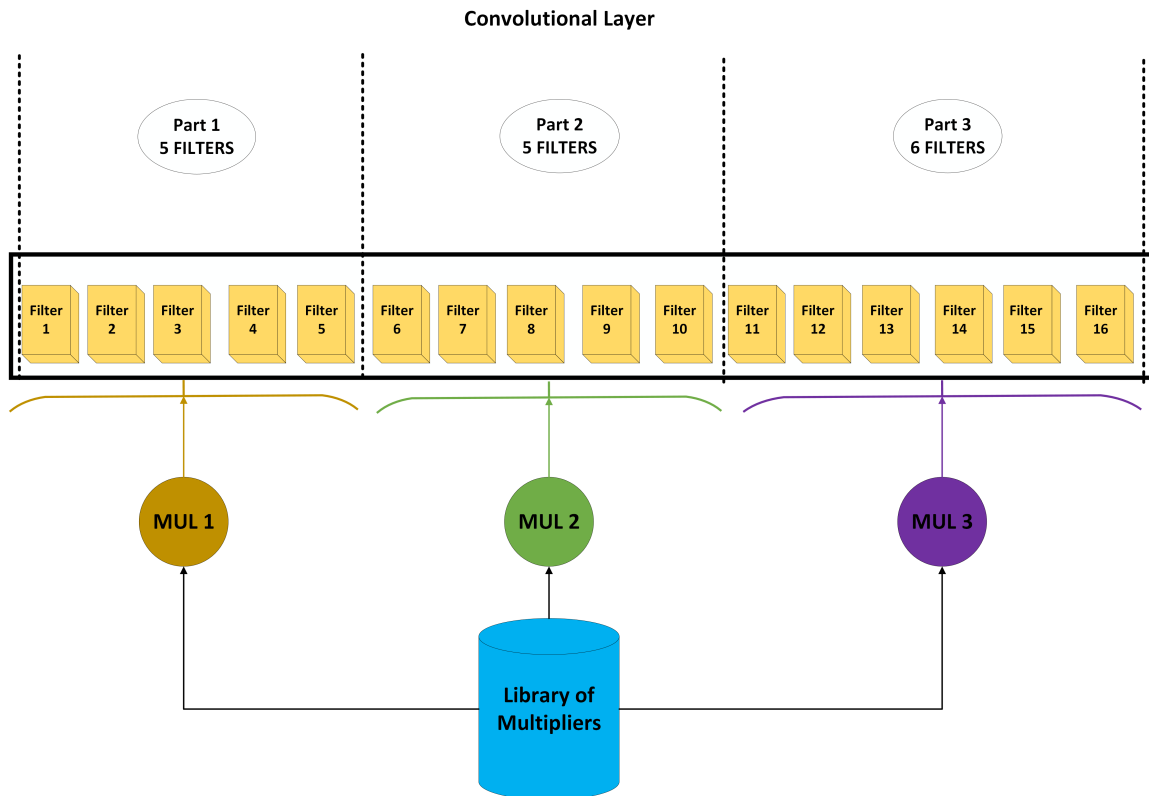 Convolutional Layer
Part 1
5 FILTERS
Part 2
5 FILTERS
Part 3
6 FILTERS
Filter
1
Filter
2
Filter
3
Filter
4
Filter
5
Filter
6
Filter
7
Filter
8
Filter
9
Filter
10
Filter
11
Filter
12
Filter
13
Filter
14
Filter
15
Filter
16
MUL 1
MUL 2
MUL 3
Library of
Multipliers